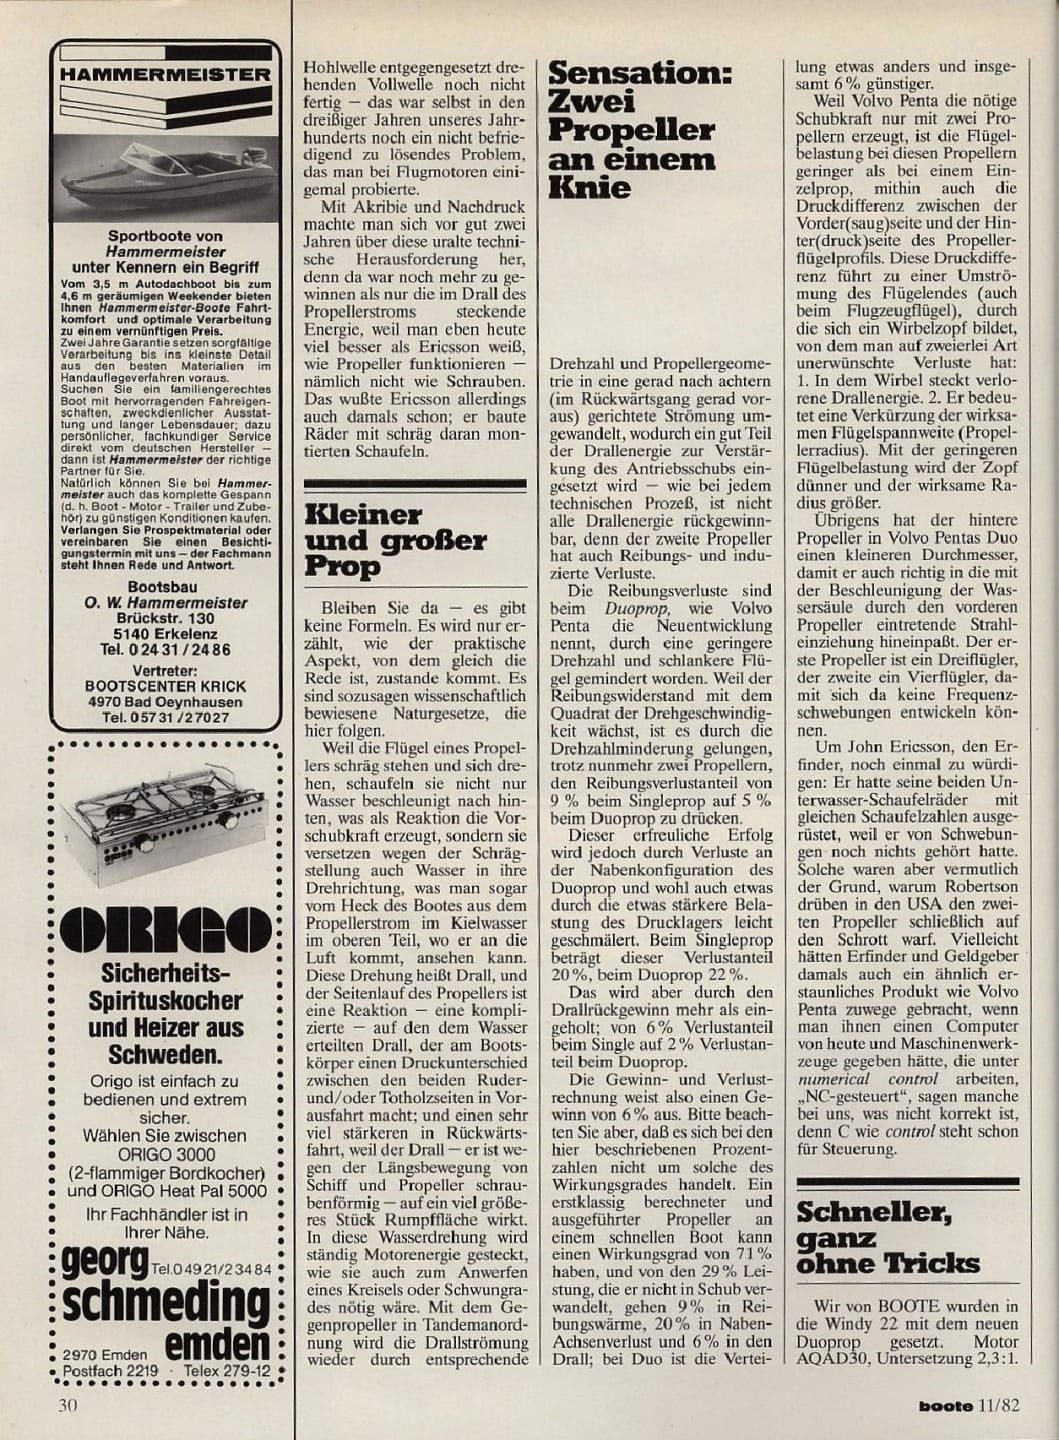 HAMMERMEISTER
Sportboote von
Hammermeister
unter Kennern ein Begriff
Vom 3,5 m Autodachboot bis zum
4,6 m geräumigen Weekender bieten
Ihnen Hammermeister-Boote Fahrt-
komfort und optimale Verarbeitung
zu einem vernünftigen Preis.
Zwei Jahre Garantie setzen sorgfältige
Verarbeitung bis ins kleinste Detail
aus den besten Materialien im
Handauflegeverfahren voraus.
Suchen Sie ein familiengerechtes
Boot mit hervorragenden Fahreigen-
schaften, zweckdienlicher Ausstat-
tung und langer Lebensdauer; dazu
persönlicher, fachkundiger Service
direkt vom deutschen Hersteller –
dann ist Hammermeister der richtige
Partner für Sie.
Natürlich können Sie bei Hammer-
meister auch das komplette Gespann
(d. h. Boot - Motor - Trailer und Zube-
hör) zu günstigen Konditionen kaufen.
Verlangen Sie Prospektmaterial oder
vereinbaren Sie einen Besichti-
gungstermin mit uns – der Fachmann
steht Ihnen Rede und Antwort.
Bootsbau
O. W. Hammermeister
Brückstr. 130
5140 Erkelenz
Tel. 0 24 31 / 24 86
Vertreter:
BOOTSCENTER KRICK
4970 Bad Oeynhausen
Tel. 0 57 31 / 2 70 27
ORIGO
Sicherheits-
Spirituskocher
und Heizer aus
Schweden.
Origo ist einfach zu
bedienen und extrem
sicher.
Wählen Sie zwischen
ORIGO 3000
(2-flammiger Bordkocher)
und ORIGO Heat Pal 5000
Ihr Fachhändler ist in
Ihrer Nähe.
georg Tel. 0 49 21/2 34 84
schmeding
emden
2970 Emden
Postfach 2219 · Telex 279-12
Hohlwelle entgegengesetzt dre-
henden Vollwelle noch nicht
fertig — das war selbst in den
dreißiger Jahren unseres Jahr-
hunderts noch ein nicht befrie-
digend zu lösendes Problem,
das man bei Flugmotoren eini-
gemal probierte.
Mit Akribie und Nachdruck
machte man sich vor gut zwei
Jahren über diese uralte techni-
sche Herausforderung her,
denn da war noch mehr zu ge-
winnen als nur die im Drall des
Propellerstroms steckende
Energie, weil man eben heute
viel besser als Ericsson weiß,
wie Propeller funktionieren —
nämlich nicht wie Schrauben.
Das wußte Ericsson allerdings
auch damals schon; er baute
Räder mit schräg daran mon-
tierten Schaufeln.
Kleiner
und großer
Prop
Bleiben Sie da — es gibt
keine Formeln. Es wird nur er-
zählt, wie der praktische
Aspekt, von dem gleich die
Rede ist, zustande kommt. Es
sind sozusagen wissenschaftlich
bewiesene Naturgesetze, die
hier folgen.
Weil die Flügel eines Propel-
lers schräg stehen und sich dre-
hen, schaufeln sie nicht nur
Wasser beschleunigt nach hin-
ten, was als Reaktion die Vor-
schubkraft erzeugt, sondern sie
versetzen wegen der Schräg-
stellung auch Wasser in ihre
Drehrichtung, was man sogar
vom Heck des Bootes aus dem
Propellerstrom im Kielwasser
im oberen Teil, wo er an die
Luft kommt, ansehen kann.
Diese Drehung heißt Drall, und
der Seitenlauf des Propellers ist
eine Reaktion — eine kompli-
zierte — auf den dem Wasser
erteilten Drall, der am Boots-
körper einen Druckunterschied
zwischen den beiden Ruder-
und/oder Totholzseiten in Vor-
ausfahrt macht; und einen sehr
viel stärkeren in Rückwärts-
fahrt, weil der Drall — er ist we-
gen der Längsbewegung von
Schiff und Propeller schrau-
benförmig — auf ein viel größe-
res Stück Rumpffläche wirkt.
In diese Wasserdrehung wird
ständig Motorenergie gesteckt,
wie sie auch zum Anwerfen
eines Kreisels oder Schwungra-
des nötig wäre. Mit dem Ge-
genpropeller in Tandemanord-
nung wird die Drallströmung
wieder durch entsprechende
Sensation:
Zwei
Propeller
an einem
Knie
Drehzahl und Propellergeome-
trie in eine gerad nach achtern
(im Rückwärtsgang gerad vor-
aus) gerichtete Strömung um-
gewandelt, wodurch ein gut Teil
der Drallenergie zur Verstär-
kung des Antriebsschubs ein-
gesetzt wird — wie bei jedem
technischen Prozeß, ist nicht
alle Drallenergie rückgewinn-
bar, denn der zweite Propeller
hat auch Reibungs- und indu-
zierte Verluste.
Die Reibungsverluste sind
beim Duoprop, wie Volvo
Penta die Neuentwicklung
nennt, durch eine geringere
Drehzahl und schlankere Flü-
gel gemindert worden. Weil der
Reibungswiderstand mit dem
Quadrat der Drehgeschwindig-
keit wächst, ist es durch die
Drehzahlminderung gelungen,
trotz nunmehr zwei Propellern,
den Reibungsverlustanteil von
9 % beim Singleprop auf 5 %
beim Duoprop zu drücken.
Dieser erfreuliche Erfolg
wird jedoch durch Verluste an
der Nabenkonfiguration des
Duoprop und wohl auch etwas
durch die etwas stärkere Bela-
stung des Drucklagers leicht
geschmälert. Beim Singleprop
beträgt dieser Verlustanteil
20%, beim Duoprop 22 %.
Das wird aber durch den
Drallrückgewinn mehr als ein-
geholt; von 6% Verlustanteil
beim Single auf 2 % Verlustan-
teil beim Duoprop.
Die Gewinn- und Verlust-
rechnung weist also einen Ge-
winn von 6% aus. Bitte beach-
ten Sie aber, daß es sich bei den
hier beschriebenen Prozent-
zahlen nicht um solche des
Wirkungsgrades handelt. Ein
erstklassig berechneter und
ausgeführter Propeller an
einem schnellen Boot kann
einen Wirkungsgrad von 71%
haben, und von den 29 % Lei-
stung, die er nicht in Schub ver-
wandelt, gehen 9% in Rei-
bungswärme, 20% in Naben-
Achsenverlust und 6% in den
Drall; bei Duo ist die Vertei-
lung etwas anders und insge-
samt 6% günstiger.
Weil Volvo Penta die nötige
Schubkraft nur mit zwei Pro-
pellern erzeugt, ist die Flügel-
belastung bei diesen Propellern
geringer als bei einem Ein-
zelprop, mithin auch die
Druckdifferenz zwischen der
Vorder(saug)seite und der Hin-
ter(druck)seite des Propeller-
flügelprofils. Diese Druckdiffe-
renz führt zu einer Umströ-
mung des Flügelendes (auch
beim Flugzeugflügel), durch
die sich ein Wirbelzopf bildet,
von dem man auf zweierlei Art
unerwünschte Verluste hat:
1. In dem Wirbel steckt verlo-
rene Drallenergie. 2. Er bedeu-
tet eine Verkürzung der wirksa-
men Flügelspannweite (Propel-
lerradius). Mit der geringeren
Flügelbelastung wird der Zopf
dünner und der wirksame Ra-
dius größer.
Übrigens hat der hintere
Propeller in Volvo Pentas Duo
einen kleineren Durchmesser,
damit er auch richtig in die mit
der Beschleunigung der Was-
sersäule durch den vorderen
Propeller eintretende Strahl-
einziehung hineinpaßt. Der er-
ste Propeller ist ein Dreiflügler,
der zweite ein Vierflügler, da-
mit sich da keine Frequenz-
schwebungen entwickeln kön-
nen.
Um John Ericsson, den Er-
finder, noch einmal zu würdi-
gen: Er hatte seine beiden Un-
terwasser-Schaufelräder mit
gleichen Schaufelzahlen ausge-
rüstet, weil er von Schwebun-
gen noch nichts gehört hatte.
Solche waren aber vermutlich
der Grund, warum Robertson
drüben in den USA den zwei-
ten Propeller schließlich auf
den Schrott warf. Vielleicht
hätten Erfinder und Geldgeber
damals auch ein ähnlich er-
staunliches Produkt wie Volvo
Penta zuwege gebracht, wenn
man ihnen einen Computer
von heute und Maschinenwerk-
zeuge gegeben hätte, die unter
numerical control arbeiten,
„NC-gesteuert“, sagen manche
bei uns, was nicht korrekt ist,
denn C wie control steht schon
für Steuerung.
Schneller,
ganz
ohne Tricks
Wir von BOOTE wurden in
die Windy 22 mit dem neuen
Duoprop gesetzt. Motor
AQAD30, Untersetzung 2,3:1.
30
boote 11/82